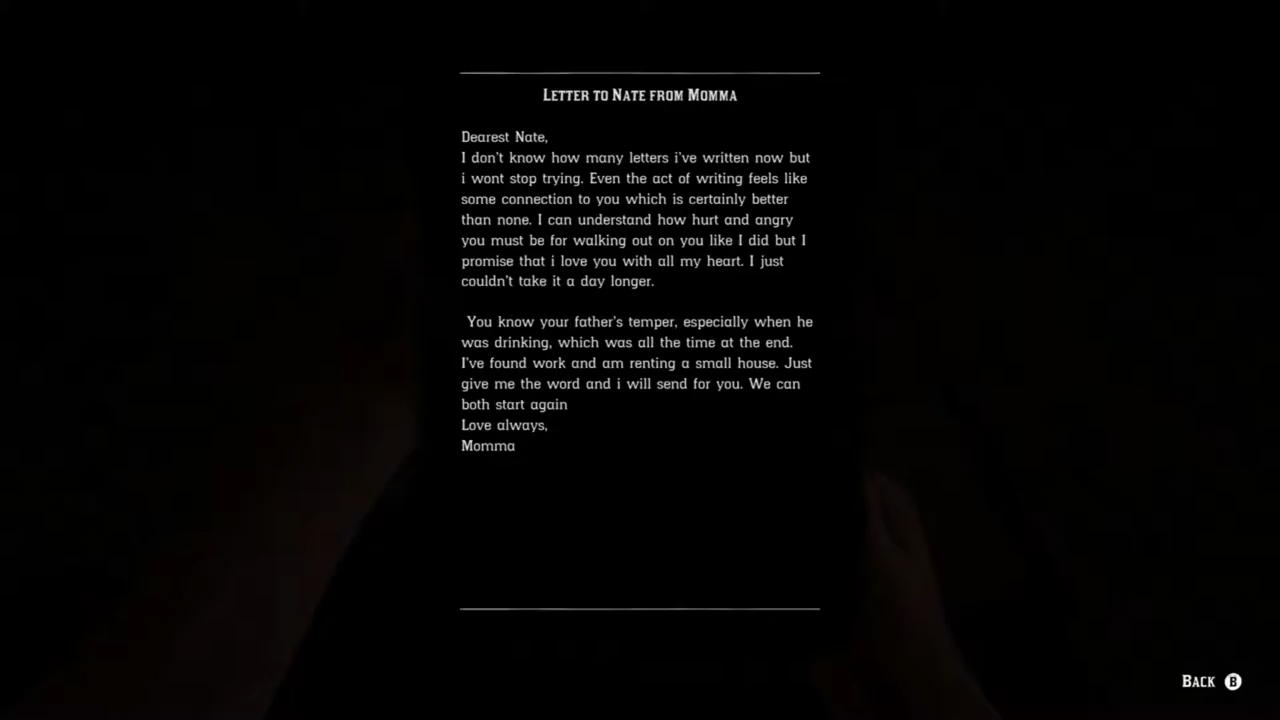 Letter to Nate from Momma
Dearest Nate,
I don't know how many letters i've written now but
i wont stop trying. Even the act of writing feels like
some connection to you which is certainly better
than none. I can understand how hurt and angry
you must be for walking out on you like I did but I
promise that i love you with all my heart. I just
couldn't take it a day longer.
You know your father's temper, especially when he
was drinking, which was all the time at the end.
I've found work and am renting a small house. Just
give me the word and i will send for you. We can
both start again
Love always,
Momma
Back B